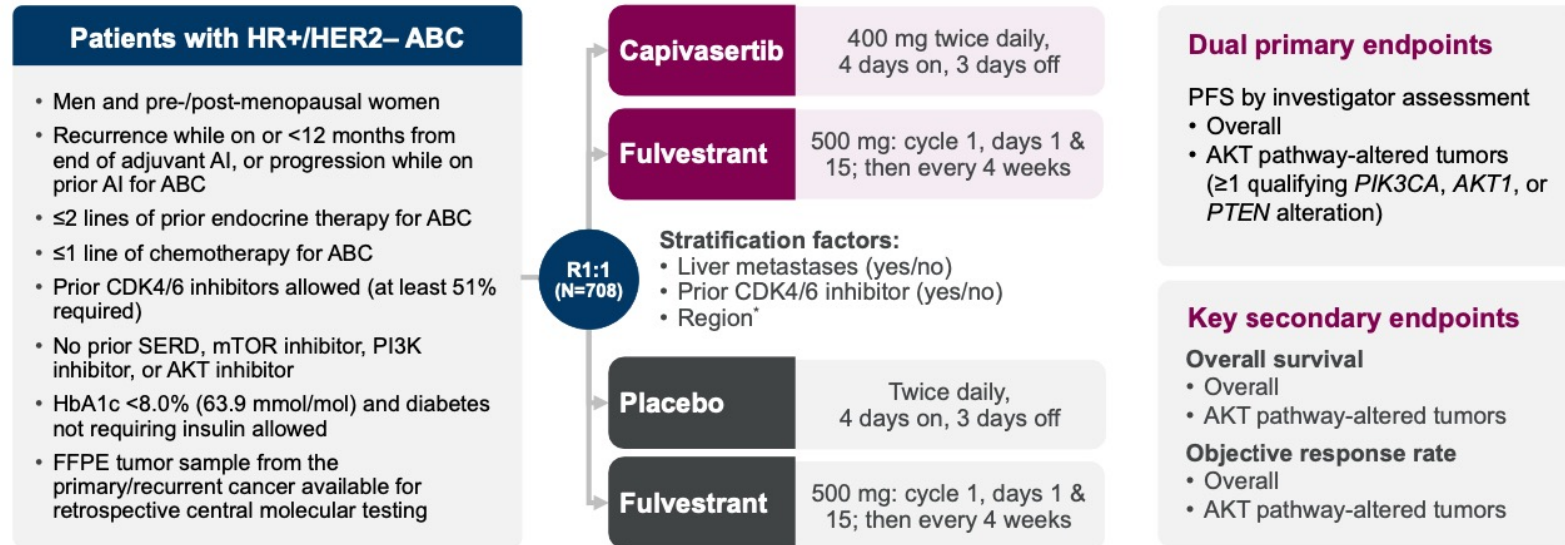 Patients with HR+/HER2– ABC
• Men and pre-/post-menopausal women
• Recurrence while on or <12 months from
end of adjuvant AI, or progression while on
prior AI for ABC
• ≤2 lines of prior endocrine therapy for ABC
• ≤1 line of chemotherapy for ABC
• Prior CDK4/6 inhibitors allowed (at least 51%
required)
• No prior SERD, mTOR inhibitor, PI3K
inhibitor, or AKT inhibitor
• HbA1c <8.0% (63.9 mmol/mol) and diabetes
not requiring insulin allowed
• FFPE tumor sample from the
primary/recurrent cancer available for
retrospective central molecular testing
R1:1
(N=708)
Capivasertib
400 mg twice daily,
4 days on, 3 days off
Fulvestrant
500 mg: cycle 1, days 1 &
15; then every 4 weeks
Stratification factors:
• Liver metastases (yes/no)
• Prior CDK4/6 inhibitor (yes/no)
• Region*
Placebo
Twice daily,
4 days on, 3 days off
Fulvestrant
500 mg: cycle 1, days 1 &
15; then every 4 weeks
Dual primary endpoints
PFS by investigator assessment
• Overall
• AKT pathway-altered tumors
(≥1 qualifying PIK3CA, AKT1, or
PTEN alteration)
Key secondary endpoints
Overall survival
• Overall
• AKT pathway-altered tumors
Objective response rate
• Overall
• AKT pathway-altered tumors